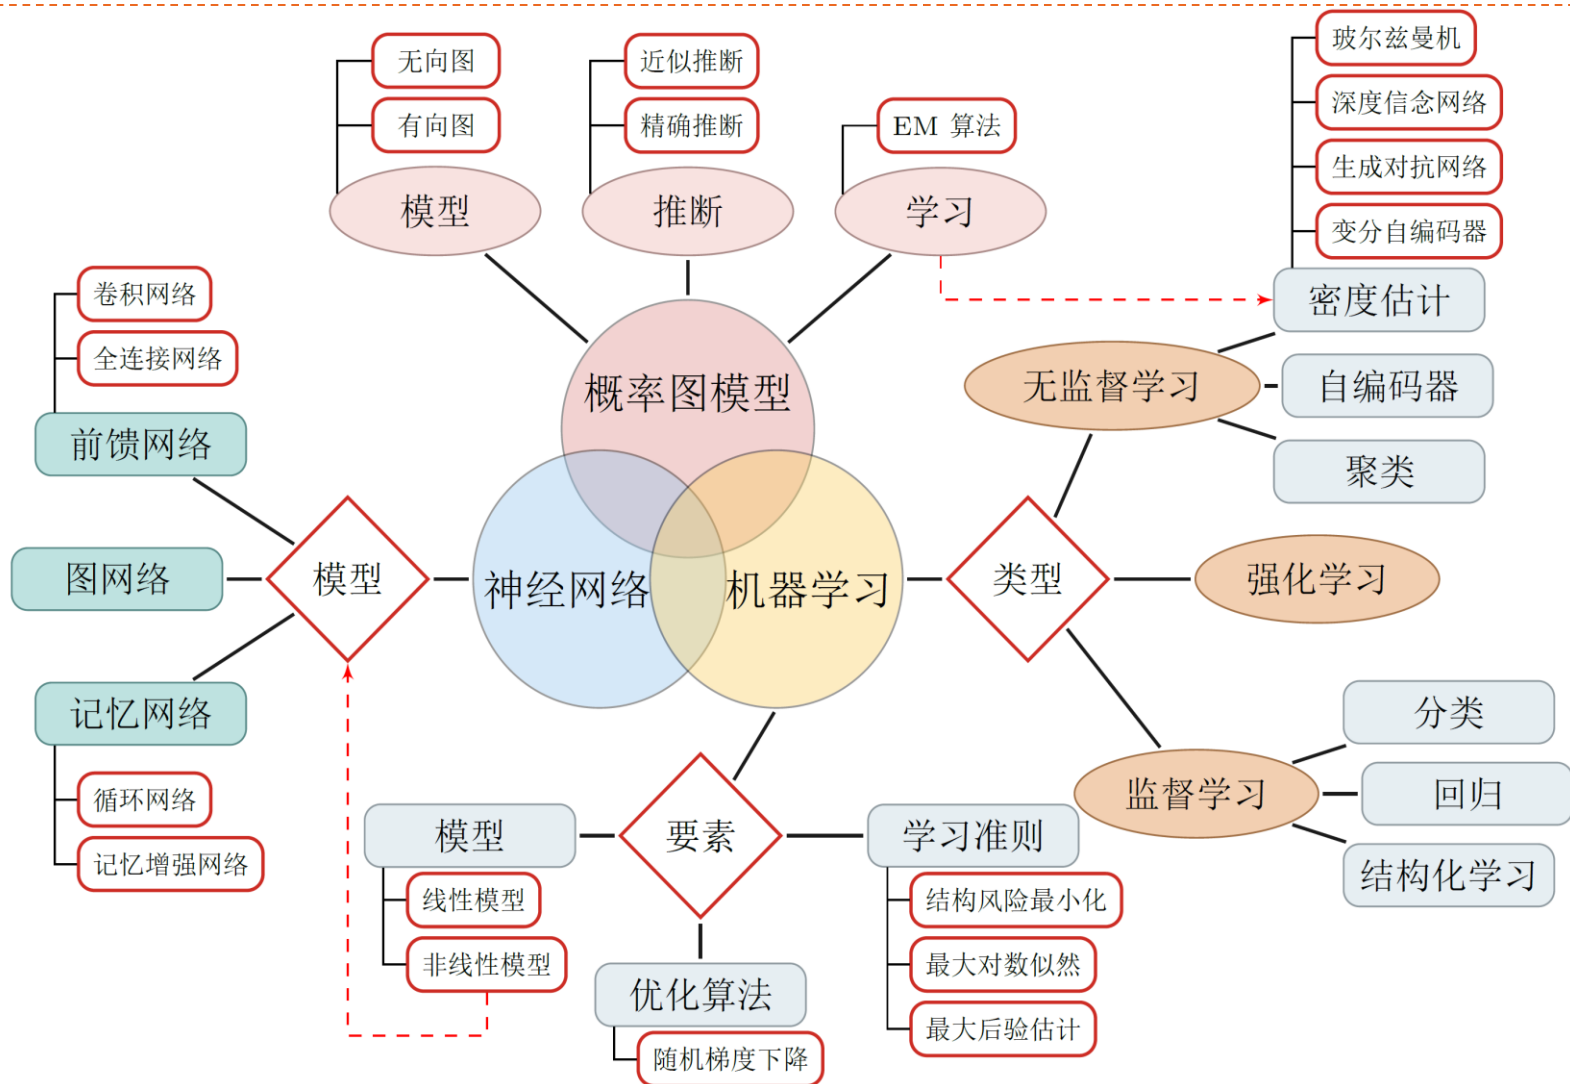 无向图
有向图
模型
近似推断
精确推断
推断
EM 算法
学习
玻尔兹曼机
深度信念网络
生成对抗网络
变分自编码器
密度估计
无监督学习
自编码器
聚类
卷积网络
全连接网络
前馈网络
图网络
模型
记忆网络
循环网络
记忆增强网络
概率图模型
神经网络
机器学习
类型
强化学习
监督学习
分类
回归
结构化学习
要素
模型
线性模型
非线性模型
优化算法
随机梯度下降
学习准则
结构风险最小化
最大对数似然
最大后验估计